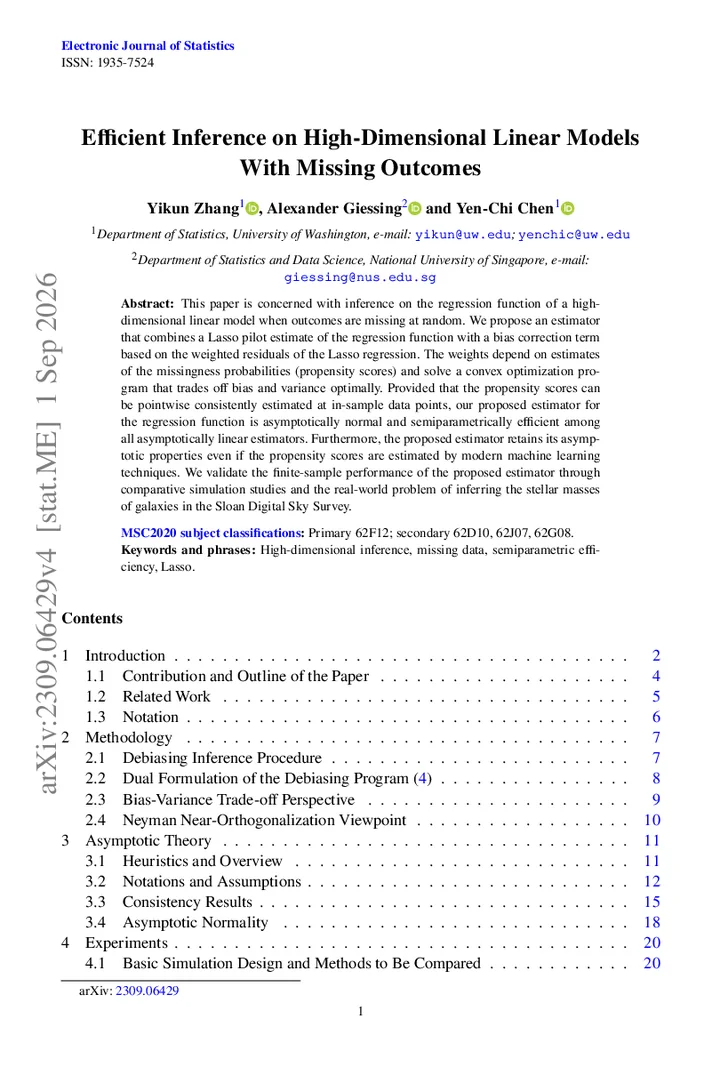 Electronic Journal of Statistics
ISSN: 1935-7524
Efficient Inference on High-Dimensional Linear Models
With Missing Outcomes
Yikun Zhang1, Alexander Giessing2 and Yen-Chi Chen1
1Department of Statistics, University of Washington, e-mail: yikun@uw.edu; yenchic@uw.edu
2Department of Statistics and Data Science, National University of Singapore, e-mail:
giessing@nus.edu.sg
Abstract: This paper is concerned with inference on the regression function of a high-
dimensional linear model when outcomes are missing at random. We propose an estimator
that combines a Lasso pilot estimate of the regression function with a bias correction term
based on the weighted residuals of the Lasso regression. The weights depend on estimates
of the missingness probabilities (propensity scores) and solve a convex optimization pro-
gram that trades off bias and variance optimally. Provided that the propensity scores can
be pointwise consistently estimated at in-sample data points, our proposed estimator for
the regression function is asymptotically normal and semiparametrically efficient among
all asymptotically linear estimators. Furthermore, the proposed estimator retains its asymp-
totic properties even if the propensity scores are estimated by modern machine learning
techniques. We validate the finite-sample performance of the proposed estimator through
comparative simulation studies and the real-world problem of inferring the stellar masses
of galaxies in the Sloan Digital Sky Survey.
MSC2020 subject classifications: Primary 62F12; secondary 62D10, 62J07, 62G08.
Keywords and phrases: High-dimensional inference, missing data, semiparametric effi-
ciency, Lasso.
Contents
1 Introduction . . . . . . . . . . . . . . . . . . . . . . . . . . . . . . . . . . . . . . 2
1.1 Contribution and Outline of the Paper . . . . . . . . . . . . . . . . . . . . . 4
1.2 Related Work . . . . . . . . . . . . . . . . . . . . . . . . . . . . . . . . . . 5
1.3 Notation . . . . . . . . . . . . . . . . . . . . . . . . . . . . . . . . . . . . . 6
2 Methodology . . . . . . . . . . . . . . . . . . . . . . . . . . . . . . . . . . . . . 7
2.1 Debiasing Inference Procedure . . . . . . . . . . . . . . . . . . . . . . . . . 7
2.2 Dual Formulation of the Debiasing Program (4) . . . . . . . . . . . . . . . . 8
2.3 Bias-Variance Trade-off Perspective . . . . . . . . . . . . . . . . . . . . . . 9
2.4 Neyman Near-Orthogonalization Viewpoint . . . . . . . . . . . . . . . . . . 10
3 Asymptotic Theory . . . . . . . . . . . . . . . . . . . . . . . . . . . . . . . . . . 11
3.1 Heuristics and Overview . . . . . . . . . . . . . . . . . . . . . . . . . . . . 11
3.2 Notations and Assumptions . . . . . . . . . . . . . . . . . . . . . . . . . . . 12
3.3 Consistency Results . . . . . . . . . . . . . . . . . . . . . . . . . . . . . . . 15
3.4 Asymptotic Normality . . . . . . . . . . . . . . . . . . . . . . . . . . . . . 18
4 Experiments . . . . . . . . . . . . . . . . . . . . . . . . . . . . . . . . . . . . . . 20
4.1 Basic Simulation Design and Methods to Be Compared . . . . . . . . . . . . 20
arXiv: 2309.06429
1
arXiv:2309.06429v4 [stat.ME] 1 Sep 2026